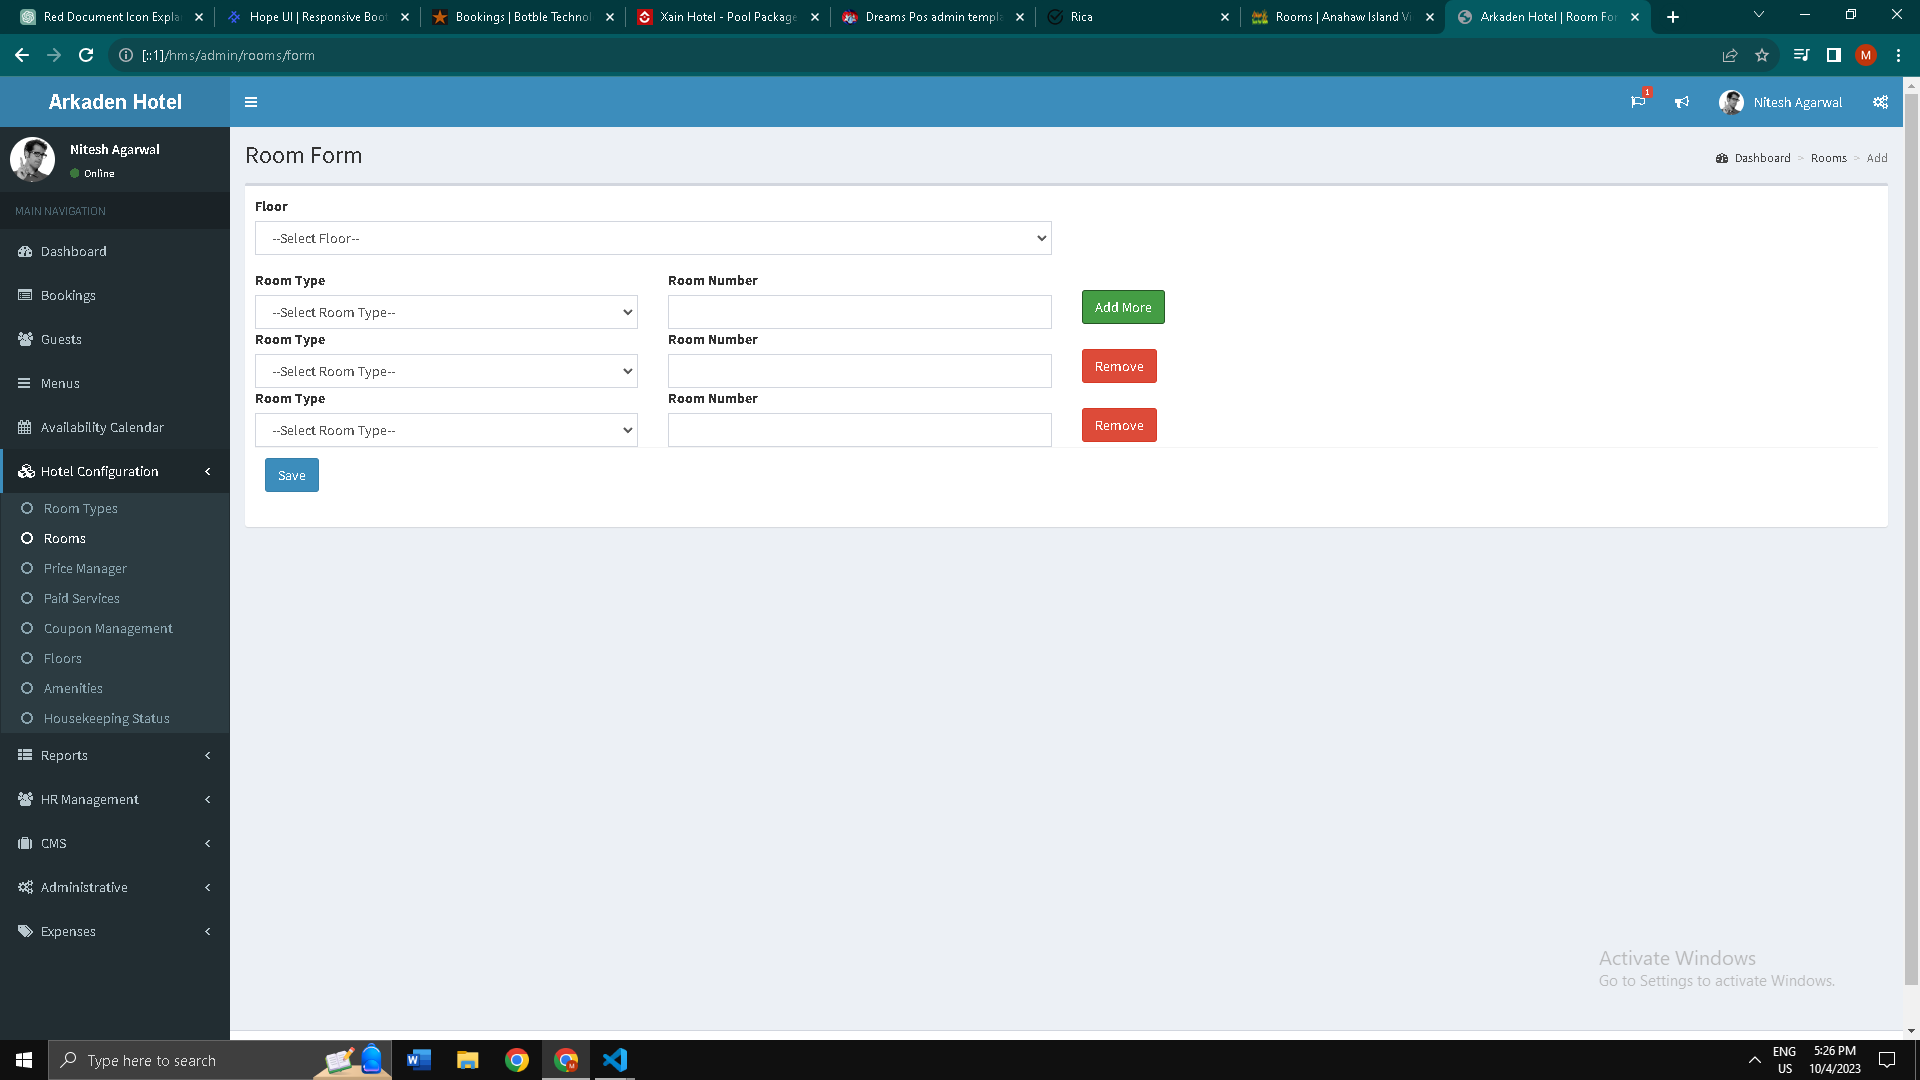 Red Document Icon Expla
Hope UI | Responsive Boot
Bookings | Botble Technol
Xain Hotel - Pool Package
Dreams Pos admin templa
Rica
Rooms | Anahaw Island Vi
Arkaden Hotel | Room For
[::1]/hms/admin/rooms/form
M
Arkaden Hotel
1
Nitesh Agarwal
Nitesh Agarwal
Online
Room Form
Dashboard > Rooms > Add
MAIN NAVIGATION
Dashboard
Bookings
Guests
Menus
Availability Calendar
Hotel Configuration
Room Types
Rooms
Price Manager
Paid Services
Coupon Management
Floors
Amenities
Housekeeping Status
Reports
HR Management
CMS
Administrative
Expenses
Floor
--Select Floor--
Room Type Room Number
--Select Room Type-- Add More
Room Type Room Number
--Select Room Type-- Remove
Room Type Room Number
--Select Room Type-- Remove
Save
Activate Windows
Go to Settings to activate Windows.
Type here to search
ENG
US
5:26 PM
10/4/2023